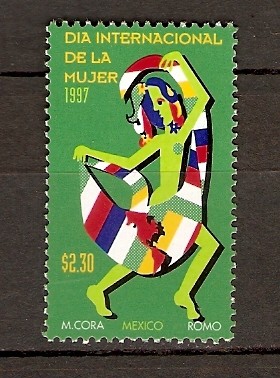 DIA INTERNACIONAL
DE LA
MUJER
1997
$2.30
M.CORA MEXICO ROMO